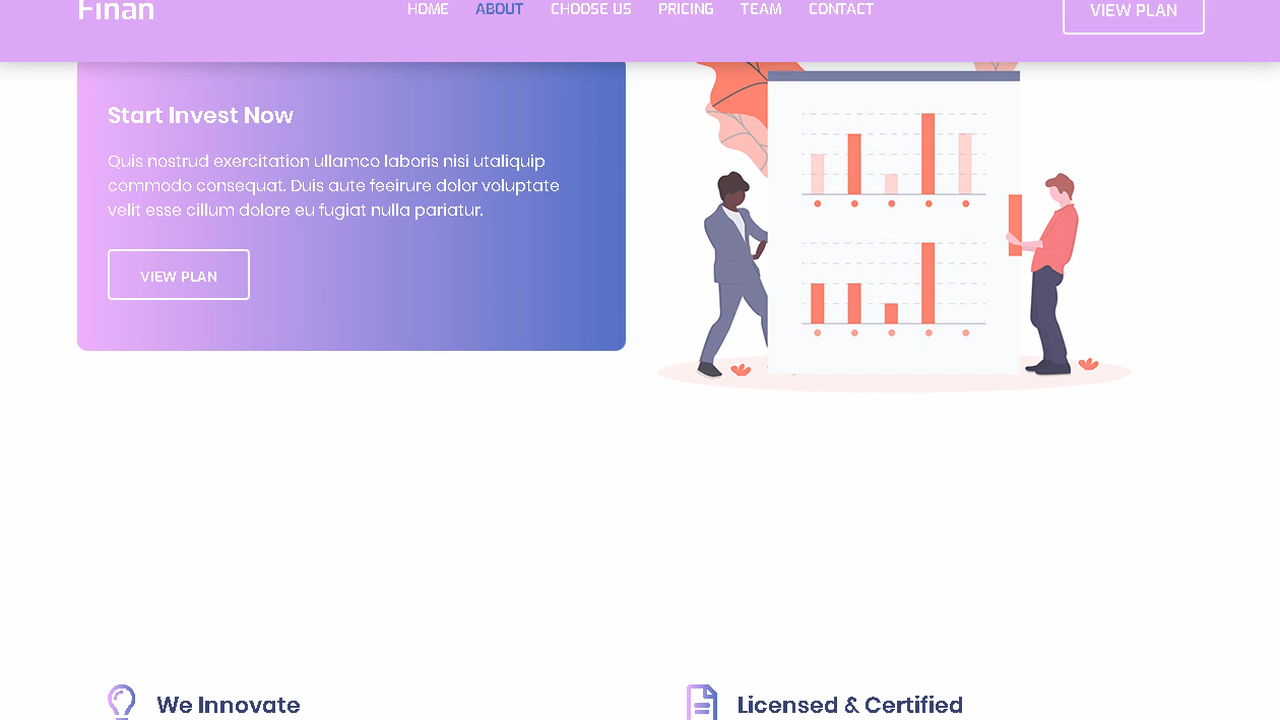 Finan
HOME ABOUT CHOOSE US PRICING TEAM CONTACT
VIEW PLAN
Start Invest Now
Quis nostrud exercitation ullamco laboris nisi utaliquip
commodo consequat. Duis aute feeirure dolor voluptate
velit esse cillum dolore eu fugiat nulla pariatur.
VIEW PLAN
We Innovate
Licensed & Certified